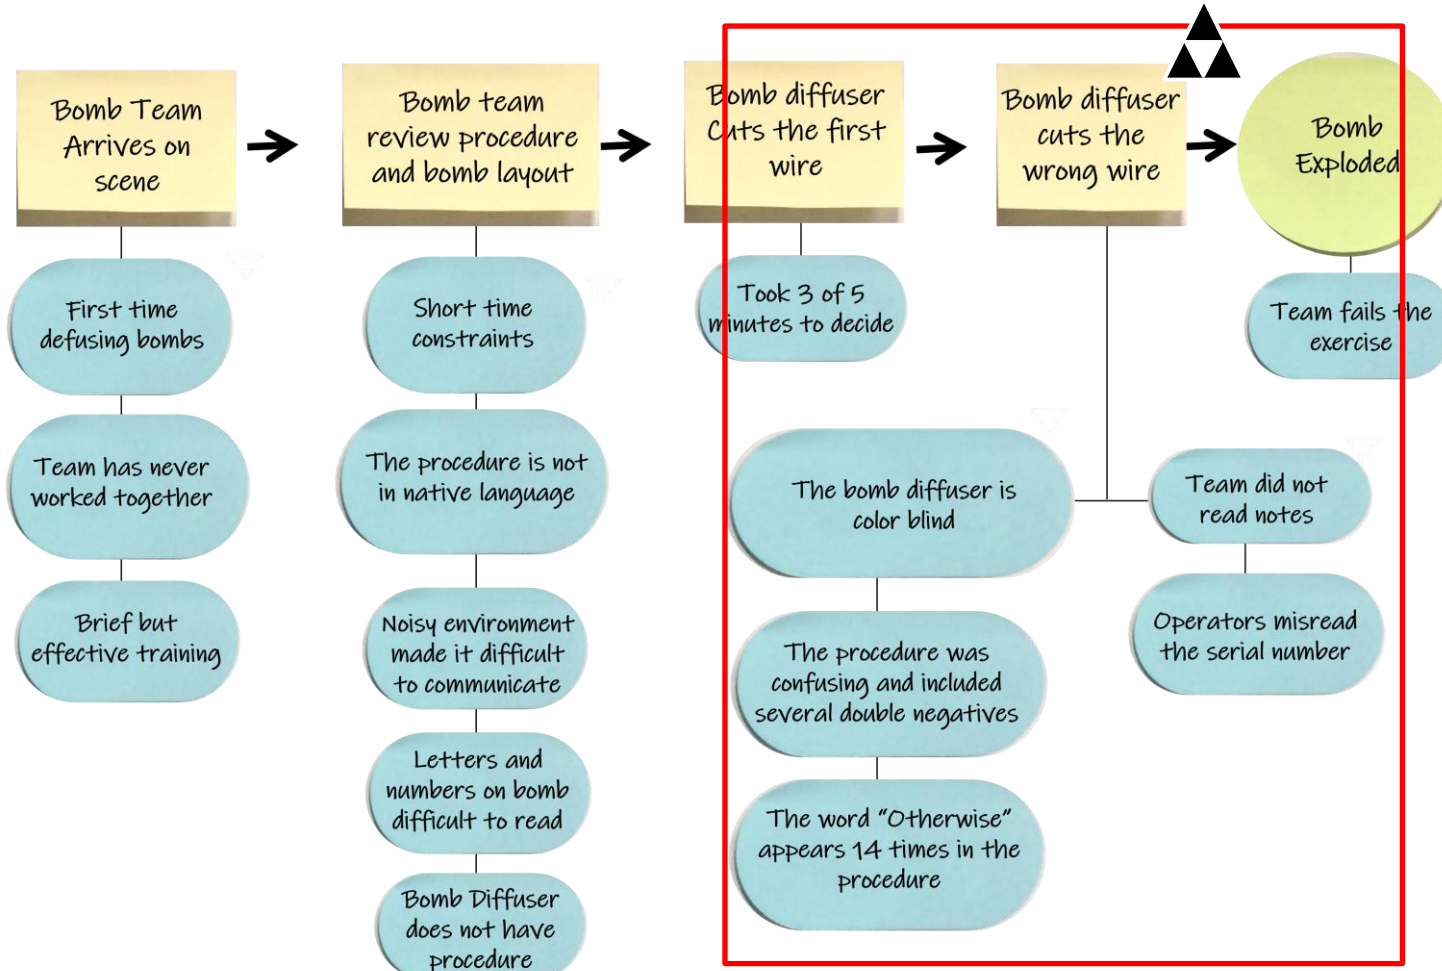 Bomb Team
Arrives on
scene
Bomb team
review procedure
and bomb layout
Bomb diffuser
Cuts the first
wire
Bomb diffuser
cuts the
wrong wire
Bomb
Exploded
First time
defusing bombs
Team has never
worked together
Brief but
effective training
Short time
constraints
The procedure is not
in native language
Noisy environment
made it difficult
to communicate
Letters and
numbers on bomb
difficult to read
Bomb Diffuser
does not have
procedure
Took 3 of 5
minutes to decide
The bomb diffuser is
color blind
The procedure was
confusing and included
several double negatives
The word "Otherwise"
appears 14 times in the
procedure
Team did not
read notes
Operators misread
the serial number
Team fails the
exercise